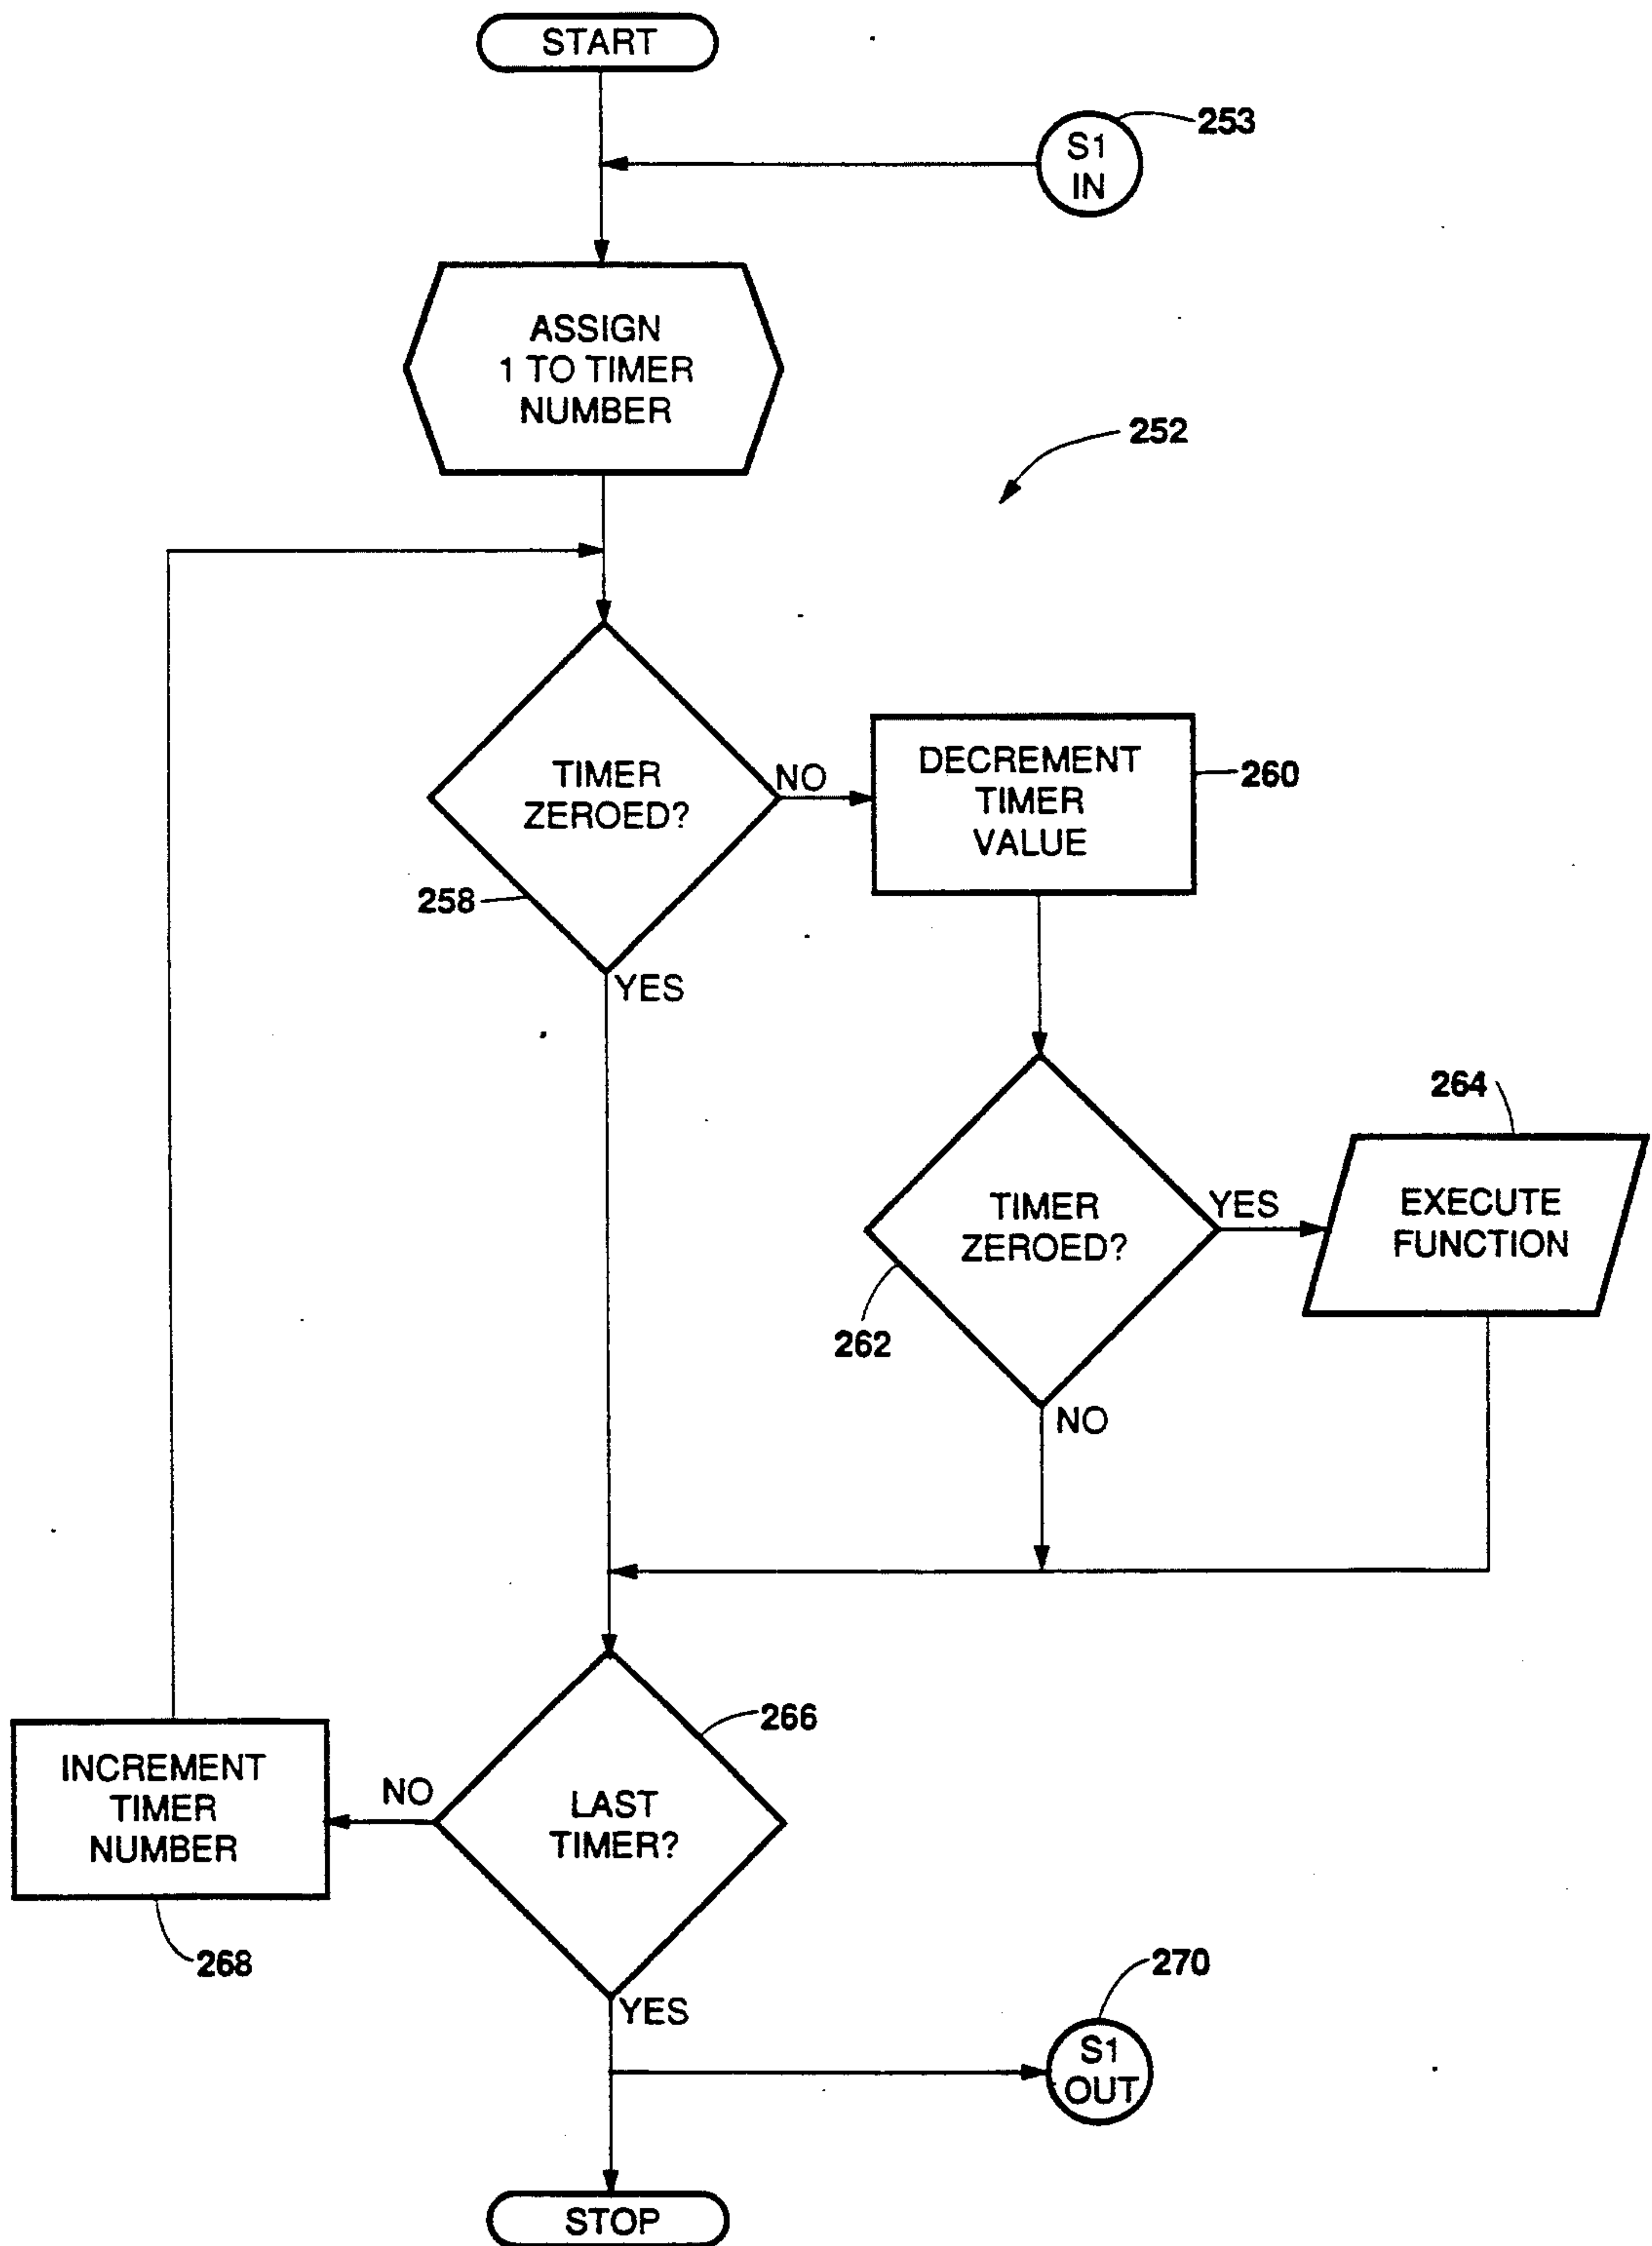 START
253
S1
IN
ASSIGN
1 TO TIMER
NUMBER
252
TIMER
ZEROED?
NO
258
YES
DECREMENT
TIMER
VALUE
260
TIMER
ZEROED?
YES
262
NO
264
EXECUTE
FUNCTION
266
LAST
TIMER?
NO
INCREMENT
TIMER
NUMBER
268
YES
270
S1
OUT
STOP